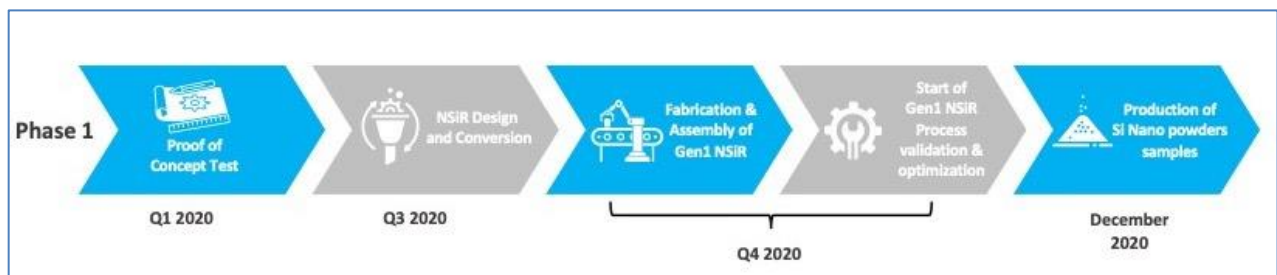 Phase 1
Proof of
Concept Test
Q1 2020
NSiR Design
and Conversion
Q3 2020
Fabrication &
Assembly of
Gen1 NSiR
Start of
Gen1 NSiR
Process
validation &
optimization
Q4 2020
Production of
Si Nano powders
samples
December
2020